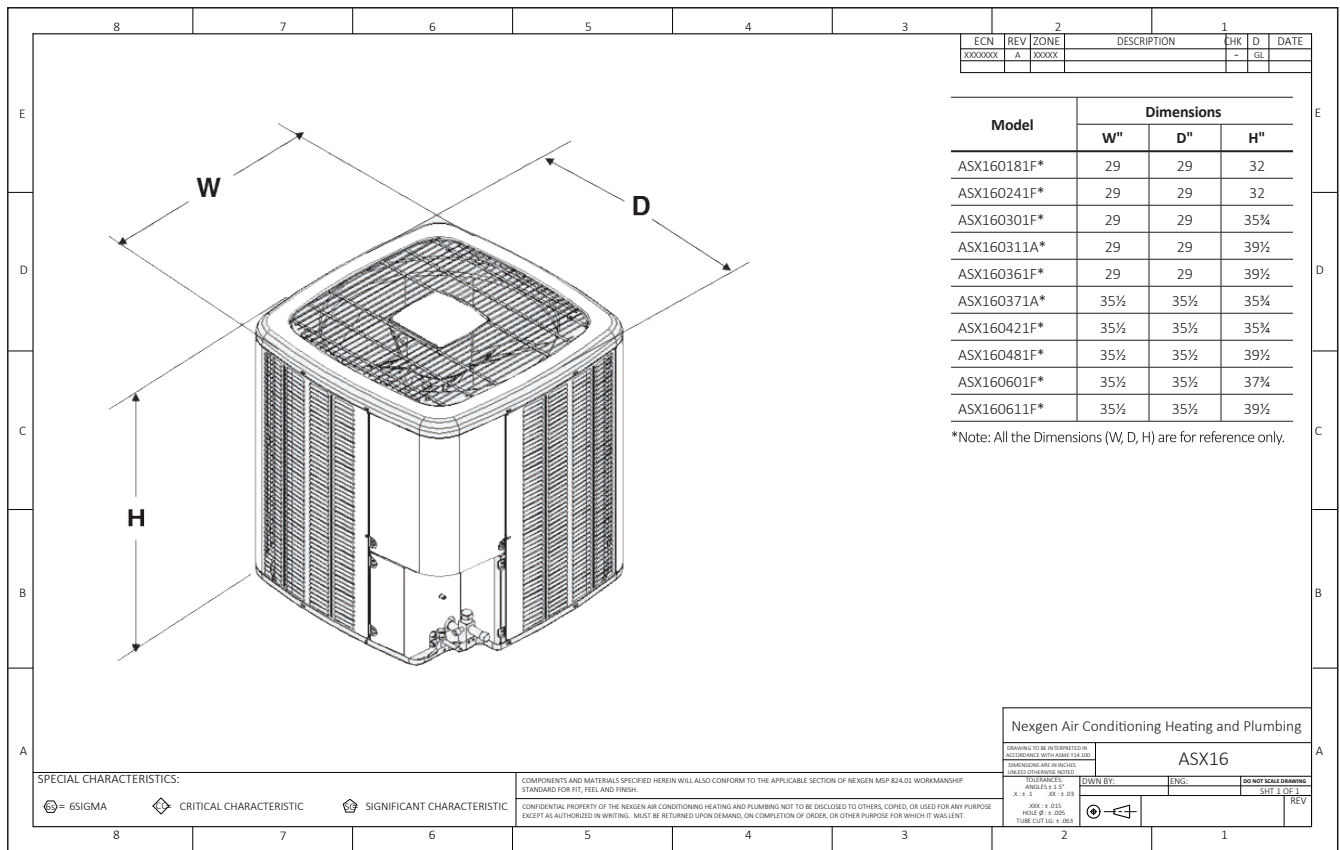 8 7 6 5 4 3 2 1
ECN REV ZONE DESCRIPTION CHK D DATE
XXXXXXX A XXXXX - GL
E
D
C
B
A
E
D
C
B
A
W
D
H
Model Dimensions
W" D" H"
ASX160181F* 29 29 32
ASX160241F* 29 29 32
ASX160301F* 29 29 35¾
ASX160311A* 29 29 39½
ASX160361F* 29 29 39½
ASX160371A* 35½ 35½ 35¾
ASX160421F* 35½ 35½ 35¾
ASX160481F* 35½ 35½ 39½
ASX160601F* 35½ 35½ 37¾
ASX160611F* 35½ 35½ 39½
*Note: All the Dimensions (W, D, H) are for reference only.
SPECIAL CHARACTERISTICS:
6S = 6SIGMA CC = CRITICAL CHARACTERISTIC SIGNIFICANT CHARACTERISTIC
COMPONENTS AND MATERIALS SPECIFIED HEREIN WILL ALSO CONFORM TO THE APPLICABLE SECTION OF NEXGEN MSP 824.01 WORKMANSHIP
STANDARD FOR FIT, FEEL AND FINISH.
CONFIDENTIAL PROPERTY OF THE NEXGEN AIR CONDITIONING HEATING AND PLUMBING NOT TO BE DISCLOSED TO OTHERS, COPIED, OR USED FOR ANY PURPOSE
EXCEPT AS AUTHORIZED IN WRITING. MUST BE RETURNED UPON DEMAND, ON COMPLETION OF ORDER, OR OTHER PURPOSE FOR WHICH IT WAS LENT.
Nexgen Air Conditioning Heating and Plumbing
DRAWING TO BE INTERPRETED IN
ACCORDANCE WITH ASME Y14.100
DIMENSIONS ARE IN INCHES
UNLESS OTHERWISE NOTED
ASX16
TOLERANCES:
ANGLES ± 1.5°
.X : ± .1 .XX : ± .03
.XXX : ± .015
HOLE Ø : ± .005
TUBE CUT LG: ± .063
DWN BY: ENG: DO NOT SCALE DRAWING
SHT 1 OF 1
REV
8 7 6 5 4 3 2 1